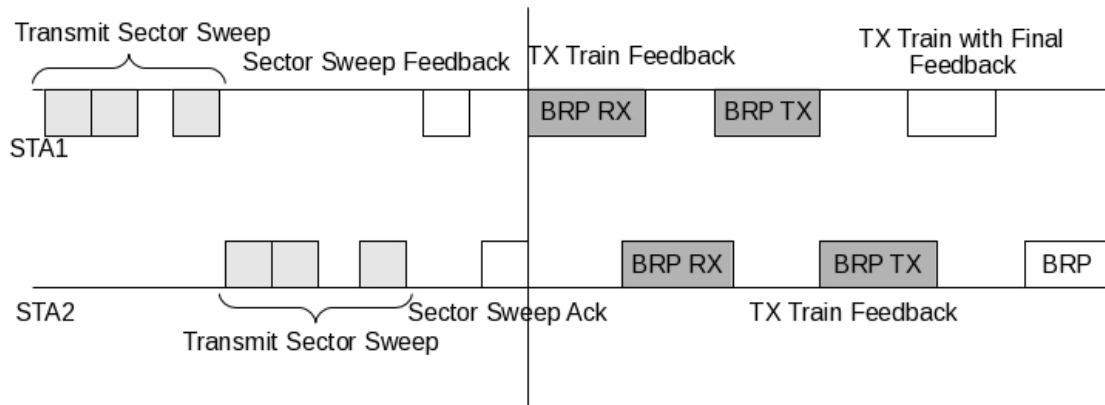 Transmit Sector Sweep
Sector Sweep Feedback
TX Train Feedback
TX Train with Final
Feedback
BRP RX
BRP TX
STA1
BRP RX
BRP TX
BRP
STA2
Sector Sweep Ack
TX Train Feedback
Transmit Sector Sweep